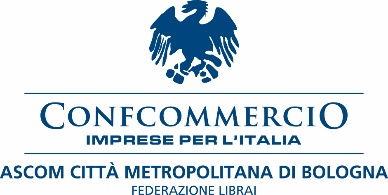 CONFCOMMERCIO
IMPRESE PER L'ITALIA
ASCOM CITTÀ METROPOLITANA DI BOLOGNA
FEDERAZIONE LIBRAI